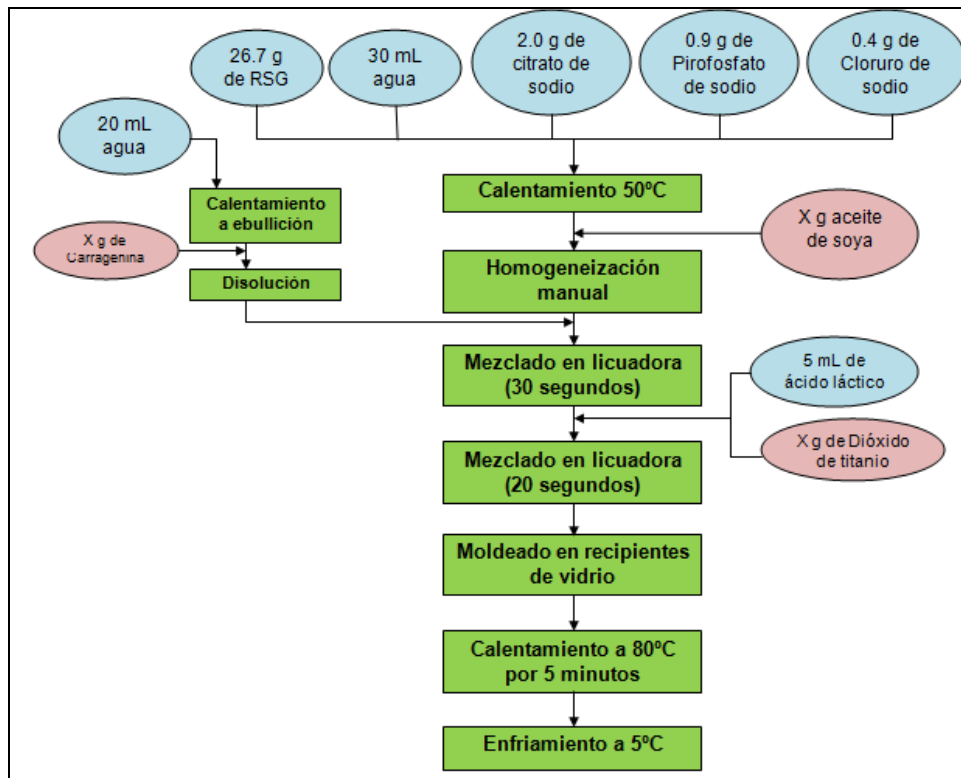 26.7 g
de RSG
30 mL
agua
2.0 g de
citrato de
sodio
0.9 g de
Pirofosfato
de sodio
0.4 g de
Cloruro de
sodio
20 mL
agua
Calentamiento
a ebullición
X g de
Carragenina
Disolución
Calentamiento 50ºC
X g aceite
de soya
Homogeneización
manual
Mezclado en licuadora
(30 segundos)
5 mL de
ácido láctico
X g de Dióxido
de titanio
Mezclado en licuadora
(20 segundos)
Moldeado en recipientes
de vidrio
Calentamiento a 80ºC
por 5 minutos
Enfriamiento a 5ºC